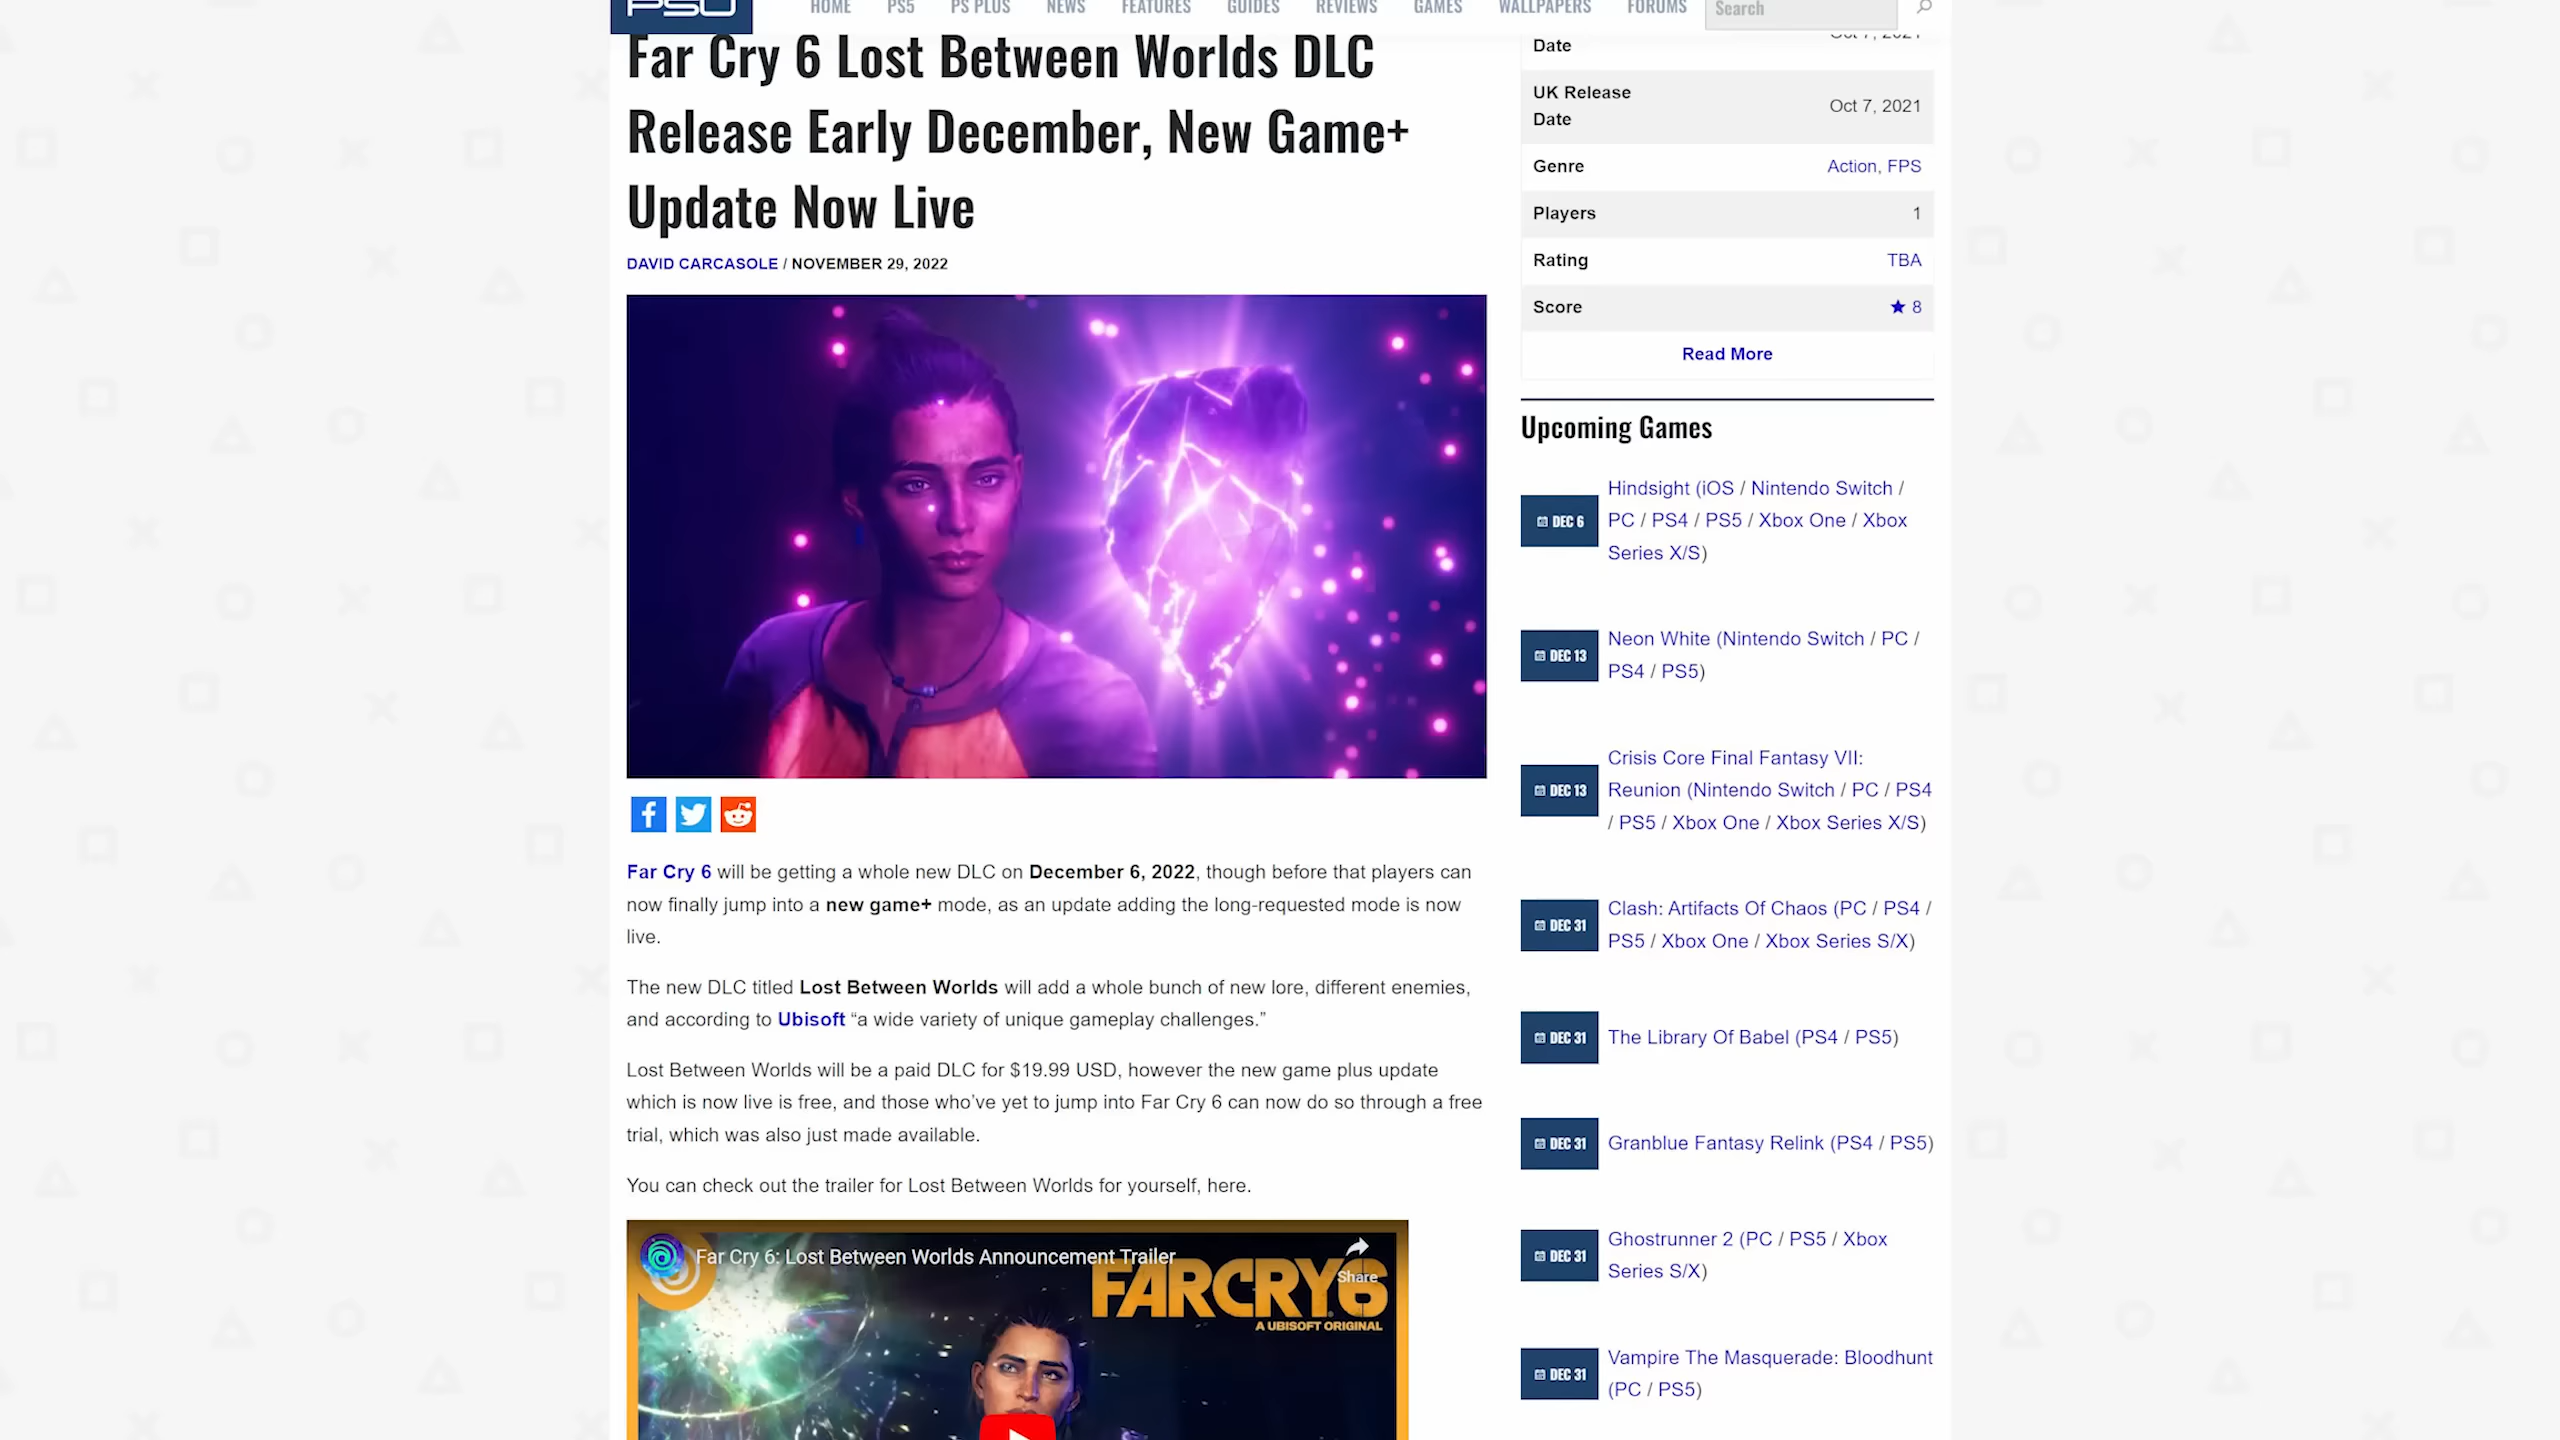 PSU
HOME PS5 PS PLUS NEWS FEATURES GUIDES REVIEWS GAMES WALLPAPERS FORUMS Search
Far Cry 6 Lost Between Worlds DLC
Release Early December, New Game+
Update Now Live
DAVID CARCASOLE / NOVEMBER 29, 2022
Far Cry 6 will be getting a whole new DLC on December 6, 2022, though before that players can
now finally jump into a new game+ mode, as an update adding the long-requested mode is now
live.
The new DLC titled Lost Between Worlds will add a whole bunch of new lore, different enemies,
and according to Ubisoft “a wide variety of unique gameplay challenges.”
Lost Between Worlds will be a paid DLC for $19.99 USD, however the new game plus update
which is now live is free, and those who’ve yet to jump into Far Cry 6 can now do so through a free
trial, which was also just made available.
You can check out the trailer for Lost Between Worlds for yourself, here.
Far Cry 6: Lost Between Worlds Announcement Trailer
Share
FARCRY6
A UBISOFT ORIGINAL
Date Oct 7, 2021
UK Release
Date
Oct 7, 2021
Genre Action, FPS
Players 1
Rating TBA
Score ★ 8
Read More
Upcoming Games
DEC 6
Hindsight (iOS / Nintendo Switch /
PC / PS4 / PS5 / Xbox One / Xbox
Series X/S)
DEC 13
Neon White (Nintendo Switch / PC /
PS4 / PS5)
DEC 13
Crisis Core Final Fantasy VII:
Reunion (Nintendo Switch / PC / PS4
/ PS5 / Xbox One / Xbox Series X/S)
DEC 31
Clash: Artifacts Of Chaos (PC / PS4 /
PS5 / Xbox One / Xbox Series S/X)
DEC 31
The Library Of Babel (PS4 / PS5)
DEC 31
Granblue Fantasy Relink (PS4 / PS5)
DEC 31
Ghostrunner 2 (PC / PS5 / Xbox
Series S/X)
DEC 31
Vampire The Masquerade: Bloodhunt
(PC / PS5)